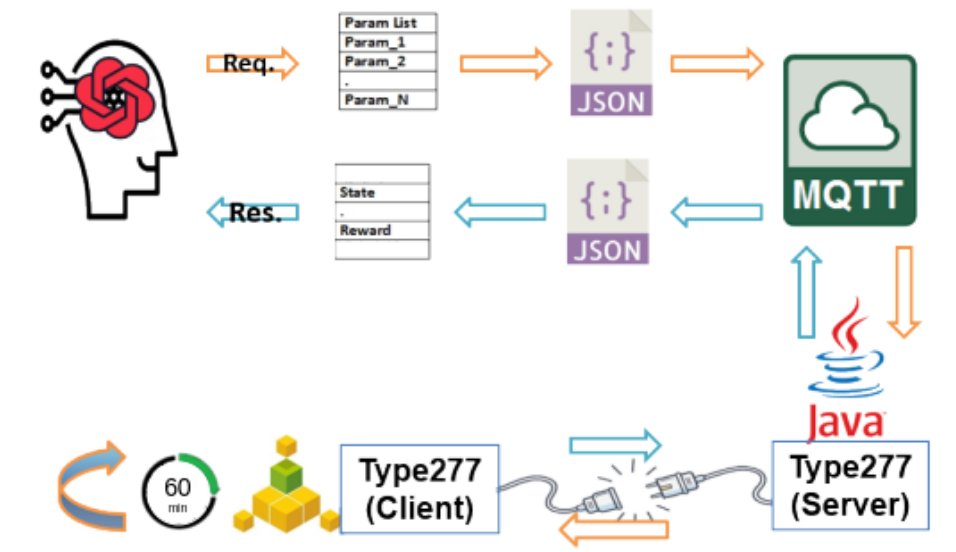 Req.
Param List
Param_1
Param_2
.
Param_N
{;}
JSON
MQTT
Res.
State
.
Reward
{;}
JSON
Java
60
min
Type277
(Client)
Type277
(Server)